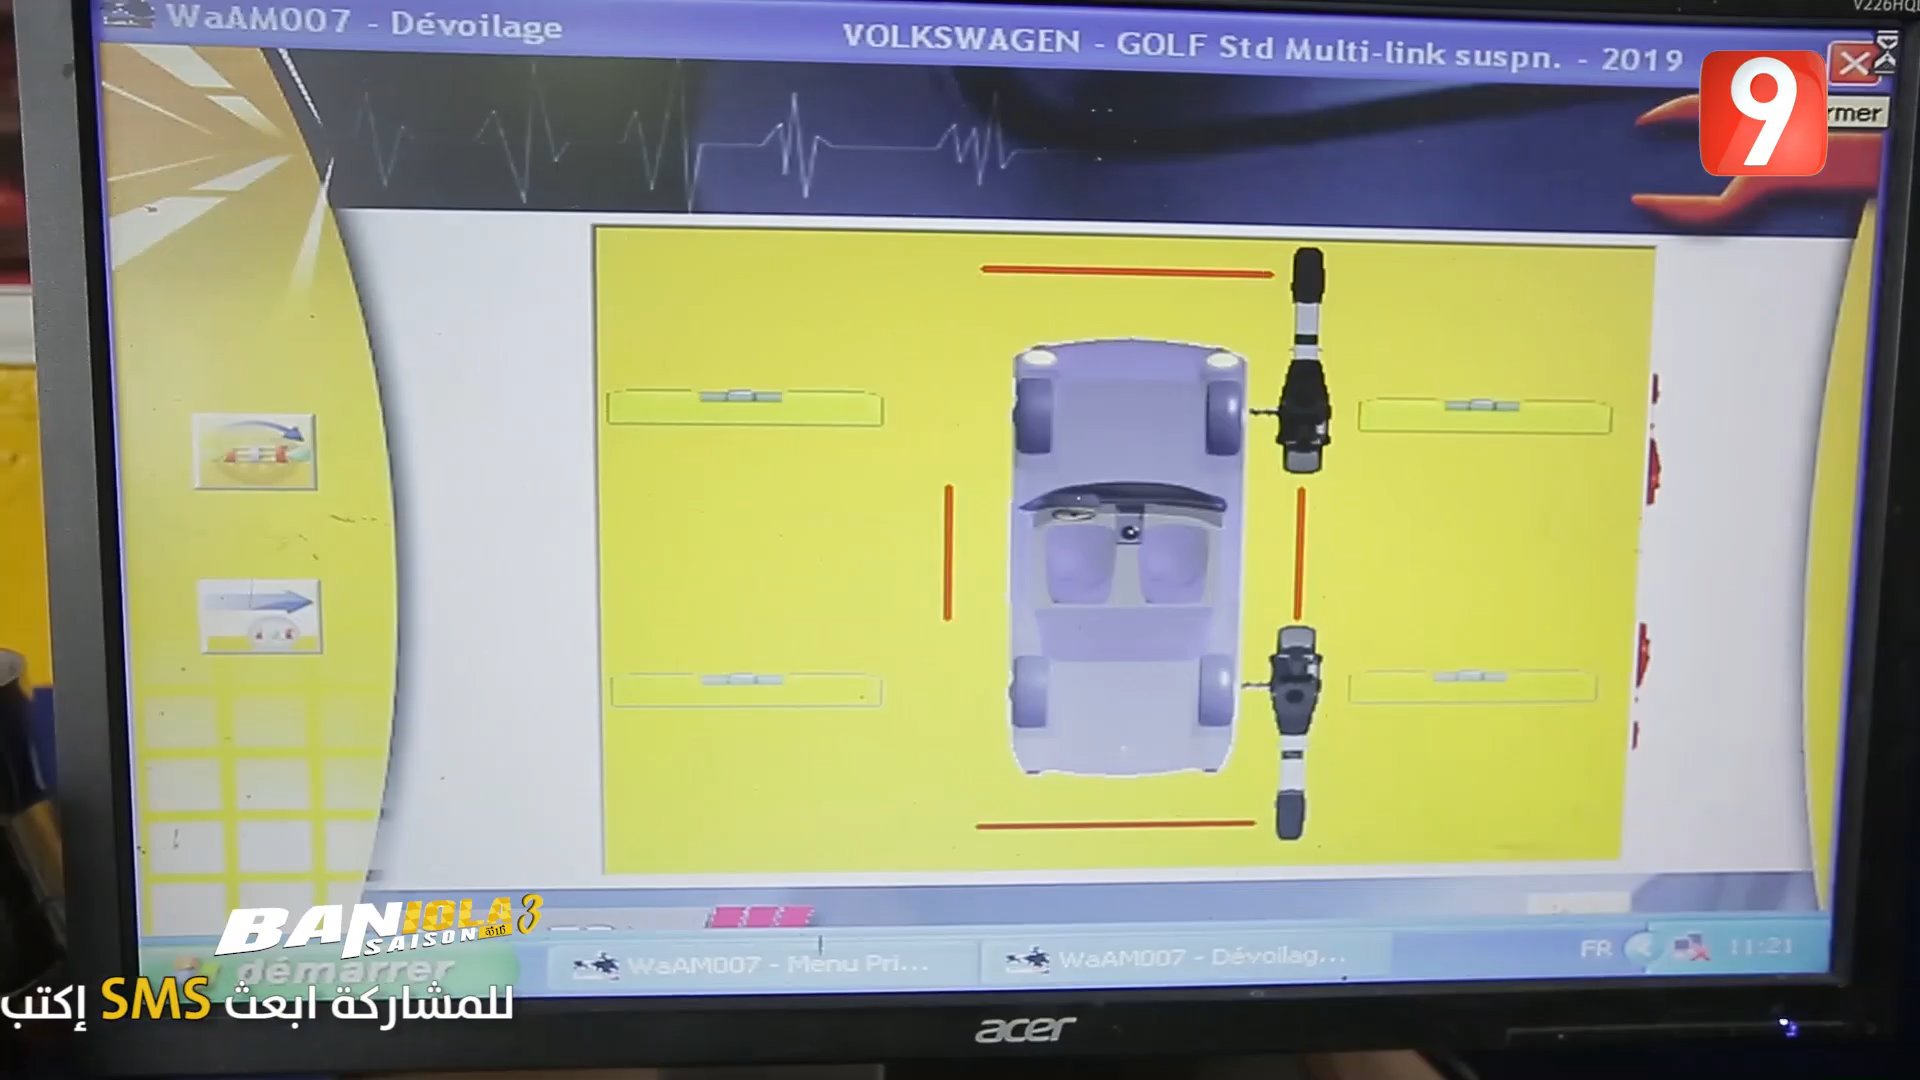 V226HQL
WaAM007 - Dévoilage
VOLKSWAGEN - GOLF Std Multi-link suspn. - 2019
9
rmer
BANIOLA 3
SAISON
démarrer
WaAM007 - Menu Pri...
WaAM007 - Dévoilag...
FR
11:21
للمشاركة ابعث SMS إكتب
acer